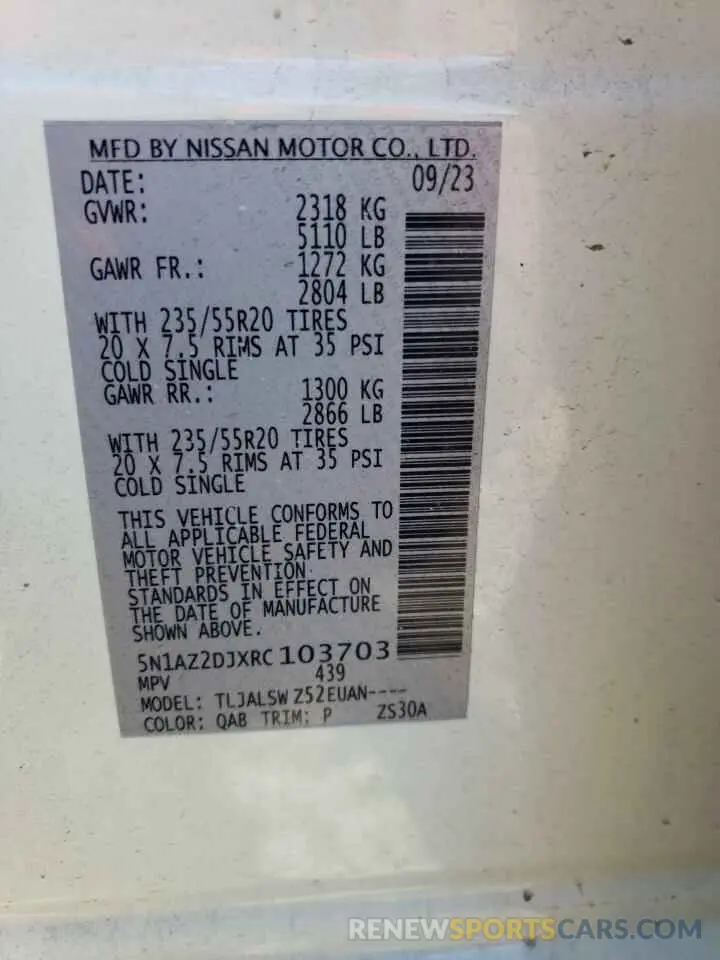 MFD BY NISSAN MOTOR CO., LTD.
DATE: 09/23
GVWR: 2318 KG
5110 LB
GAWR FR.: 1272 KG
2804 LB
WITH 235/55R20 TIRES
20 X 7.5 RIMS AT 35 PSI
COLD SINGLE
GAWR RR.: 1300 KG
2866 LB
WITH 235/55R20 TIRES
20 X 7.5 RIMS AT 35 PSI
COLD SINGLE
THIS VEHICLE CONFORMS TO
ALL APPLICABLE FEDERAL
MOTOR VEHICLE SAFETY AND
THEFT PREVENTION
STANDARDS IN EFFECT ON
THE DATE OF MANUFACTURE
SHOWN ABOVE.
5N1AZ2DJXRC103703
MPV 439
MODEL: TLJALSW Z52EUAN----
COLOR: QAB TRIM: P ZS30A
RENEWSPORTSCARS.COM